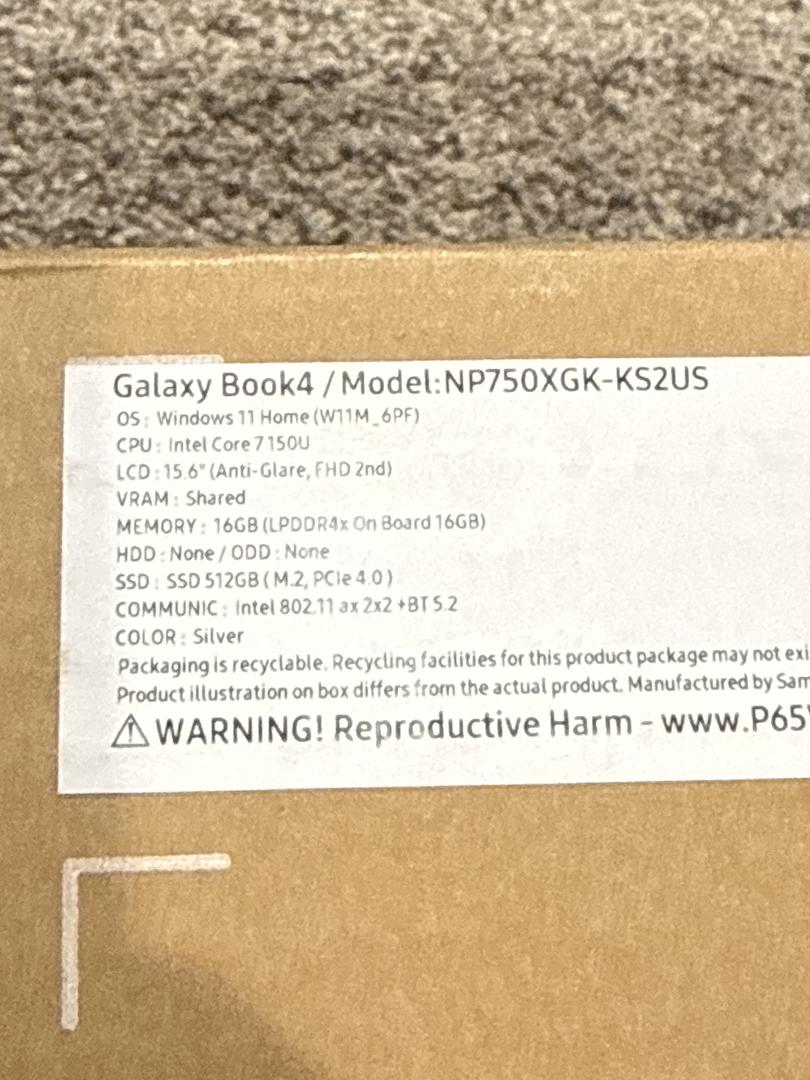 Galaxy Book4 / Model:NP750XGK-KS2US
OS : Windows 11 Home (W11M_6PF)
CPU : Intel Core 7 150U
LCD : 15.6" (Anti-Glare, FHD 2nd)
VRAM : Shared
MEMORY : 16GB (LPDDR4x On Board 16GB)
HDD : None / ODD : None
SSD : SSD 512GB ( M.2, PCIe 4.0 )
COMMUNIC : Intel 802.11 ax 2x2 +BT 5.2
COLOR : Silver
Packaging is recyclable. Recycling facilities for this product package may not exi
Product illustration on box differs from the actual product. Manufactured by Sam
⚠ WARNING! Reproductive Harm - www.P65